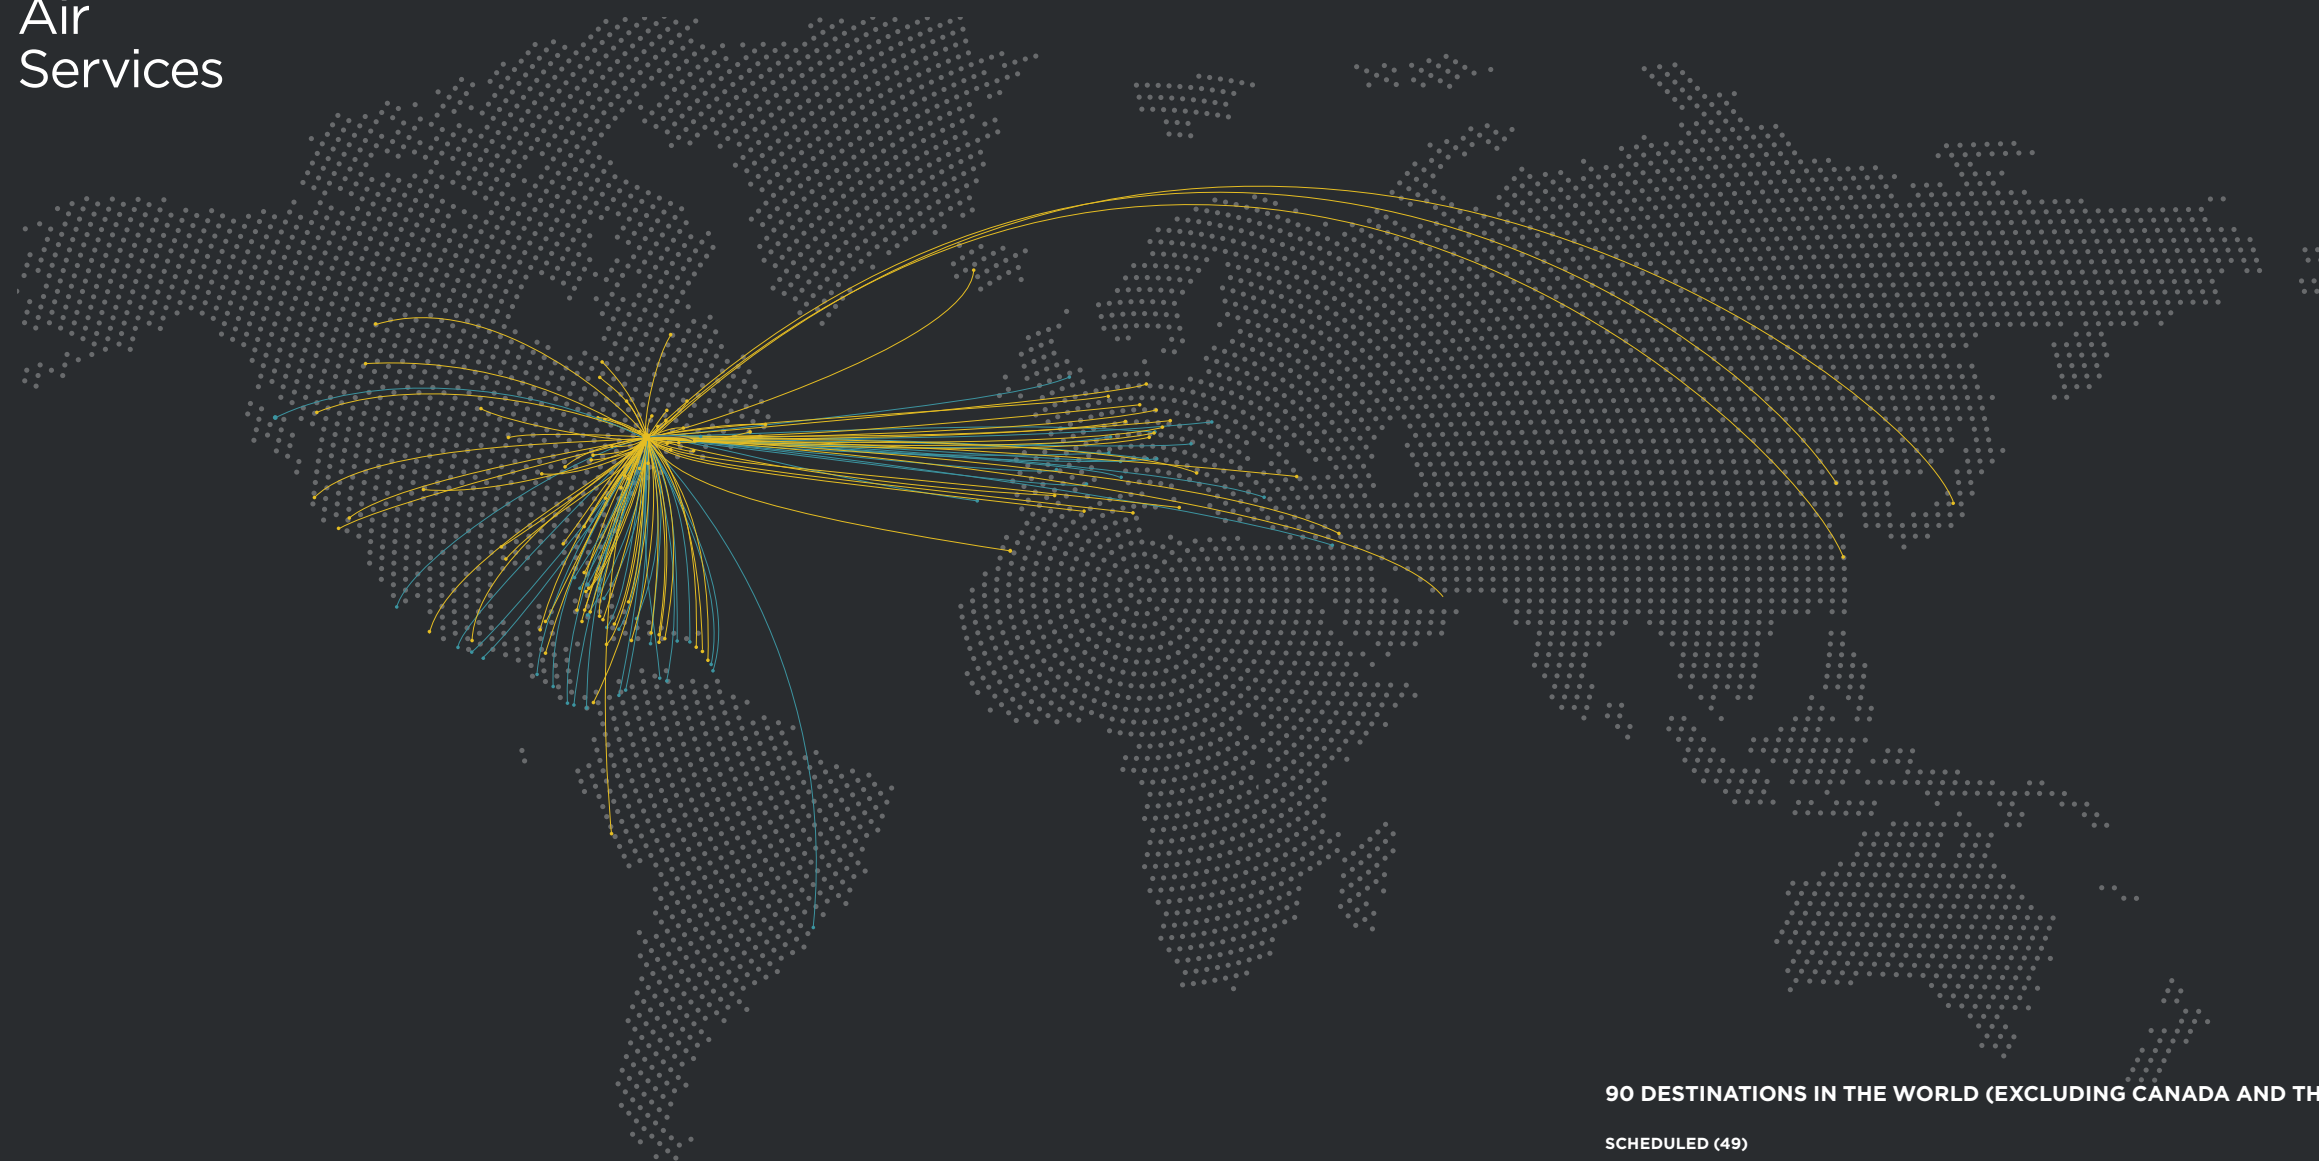 Air
Services
90 DESTINATIONS IN THE WORLD (EXCLUDING CANADA AND TH
SCHEDULED (49)